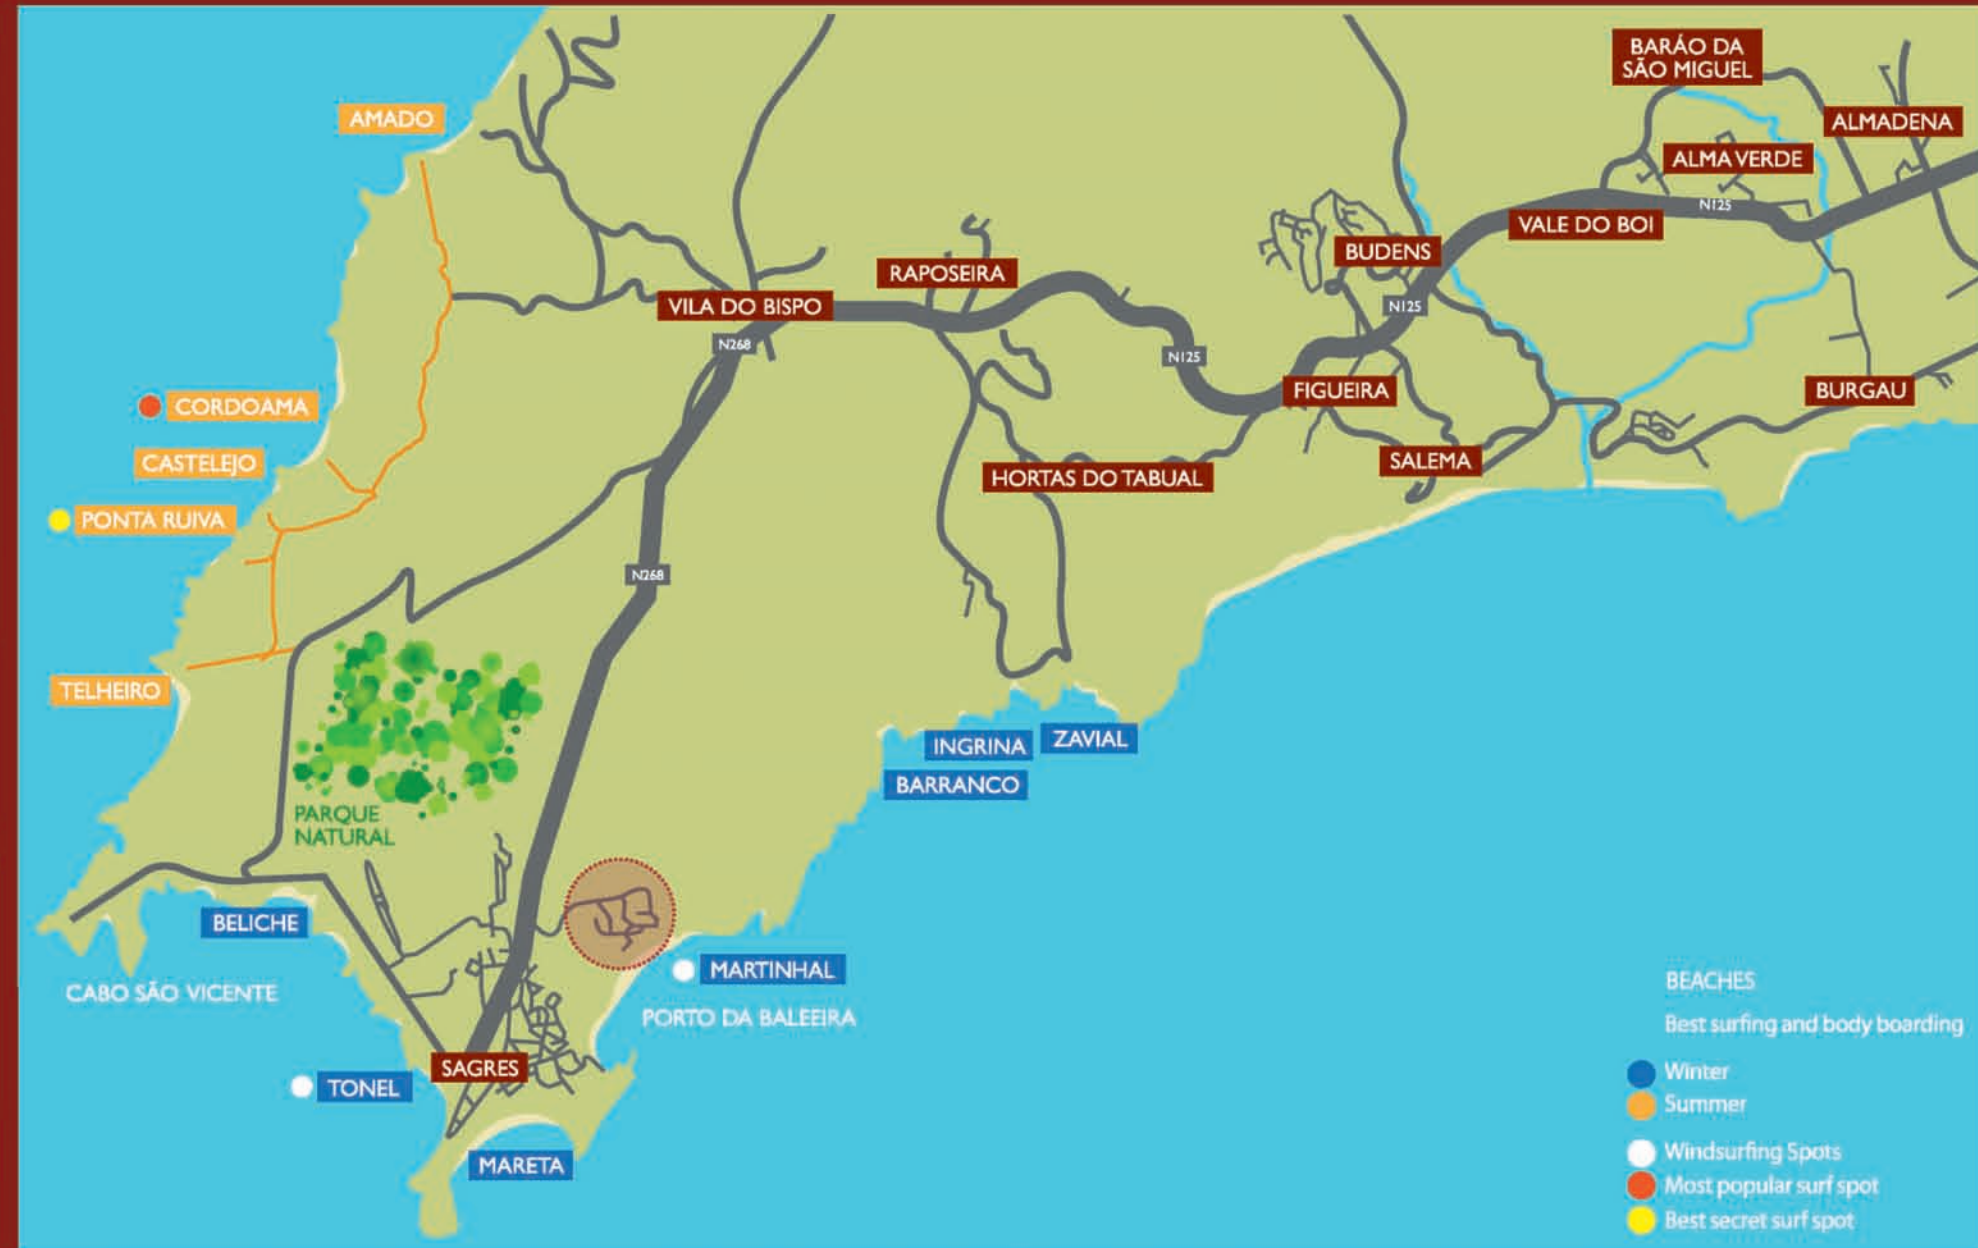 BARÁO DA
SÃO MIGUEL
AMADO
ALMADENA
ALMA VERDE
N125
VALE DO BOI
BUDENS
RAPOSEIRA
VILA DO BISPO
N125
N268
N125
FIGUEIRA
BURGAU
CORDOAMA
CASTELEJO
SALEMA
HORTAS DO TABUAL
PONTA RUIVA
N268
TELHEIRO
INGRINA
ZAVIAL
BARRANCO
PARQUE
NATURAL
BELICHE
MARTINHAL
CABO SÃO VICENTE
PORTO DA BALEEIRA
SAGRES
TONEL
MARETA
BEACHES
Best surfing and body boarding
Winter
Summer
Windsurfing Spots
Most popular surf spot
Best secret surf spot